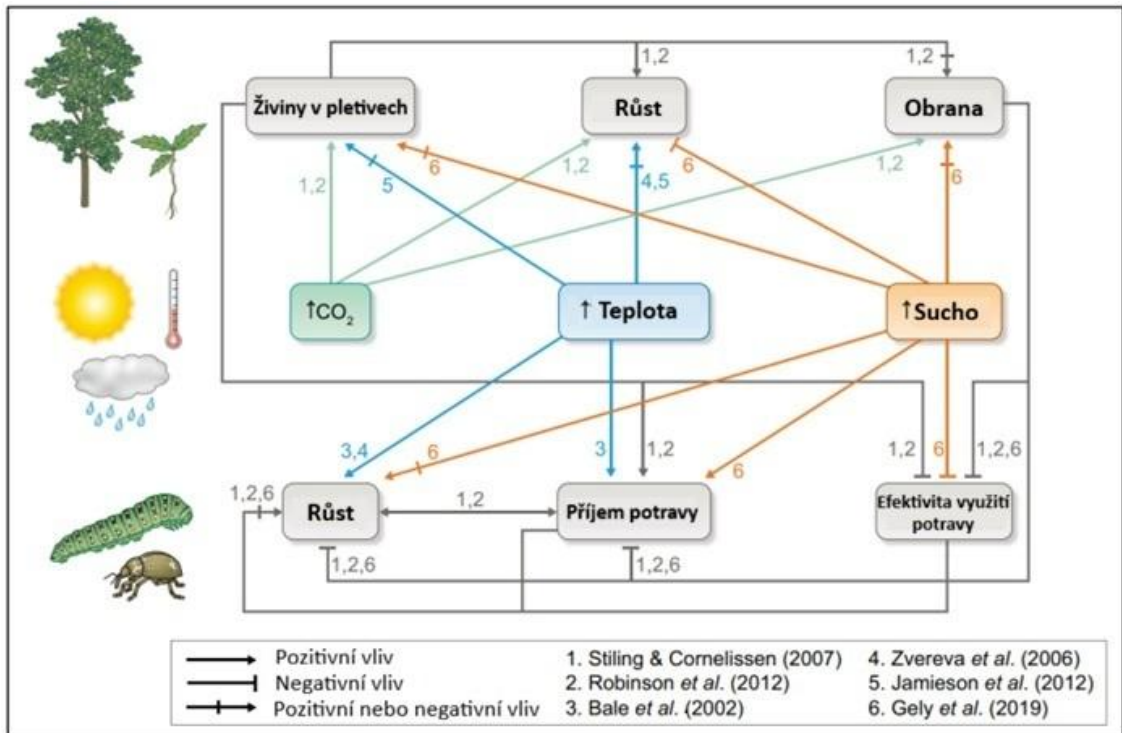 1,2
1,2
Živiny v pletivech
Růst
Obrana
1,2
5
6
1,2
4,5
6
1,2
6
↑CO₂
↑ Teplota
↑Sucho
3,4
6
3
1,2
6
1,2
6
1,2,6
1,2,6
Růst
1,2
Příjem potravy
Efektivita využití
potravy
1,2,6
1,2,6
Pozitivní vliv
Negativní vliv
Pozitivní nebo negativní vliv
1. Stiling & Cornelissen (2007)
2. Robinson et al. (2012)
3. Bale et al. (2002)
4. Zvereva et al. (2006)
5. Jamieson et al. (2012)
6. Gely et al. (2019)